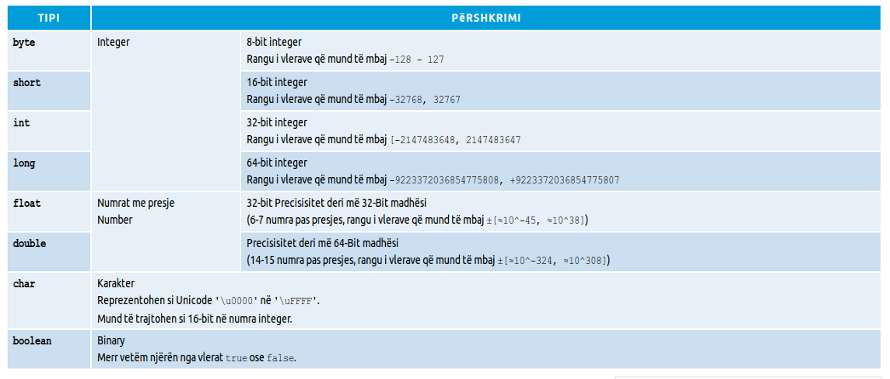 TIPI PëRSHKRIMI
byte Integer 8-bit integer
Rangu i vlerave që mund të mbaj -128 - 127
short 16-bit integer
Rangu i vlerave që mund të mbaj -32768, 32767
int 32-bit integer
Rangu i vlerave që mund të mbaj [-2147483648, 2147483647
long 64-bit integer
Rangu i vlerave që mund të mbaj -9223372036854775808, +9223372036854775807
float Numrat me presje 32-bit Precisisitet deri më 32-Bit madhësi
Number (6-7 numra pas presjes, rangu i vlerave që mund të mbaj ±[≈10^-45, ≈10^38])
double Precisisitet deri më 64-Bit madhësi
(14-15 numra pas presjes, rangu i vlerave që mund të mbaj ±[≈10^-324, ≈10^308])
char Karakter
Reprezentohen si Unicode '\u0000' në '\uFFFF'.
Mund të trajtohen si 16-bit në numra integer.
boolean Binary
Merr vetëm njërën nga vlerat true ose false.